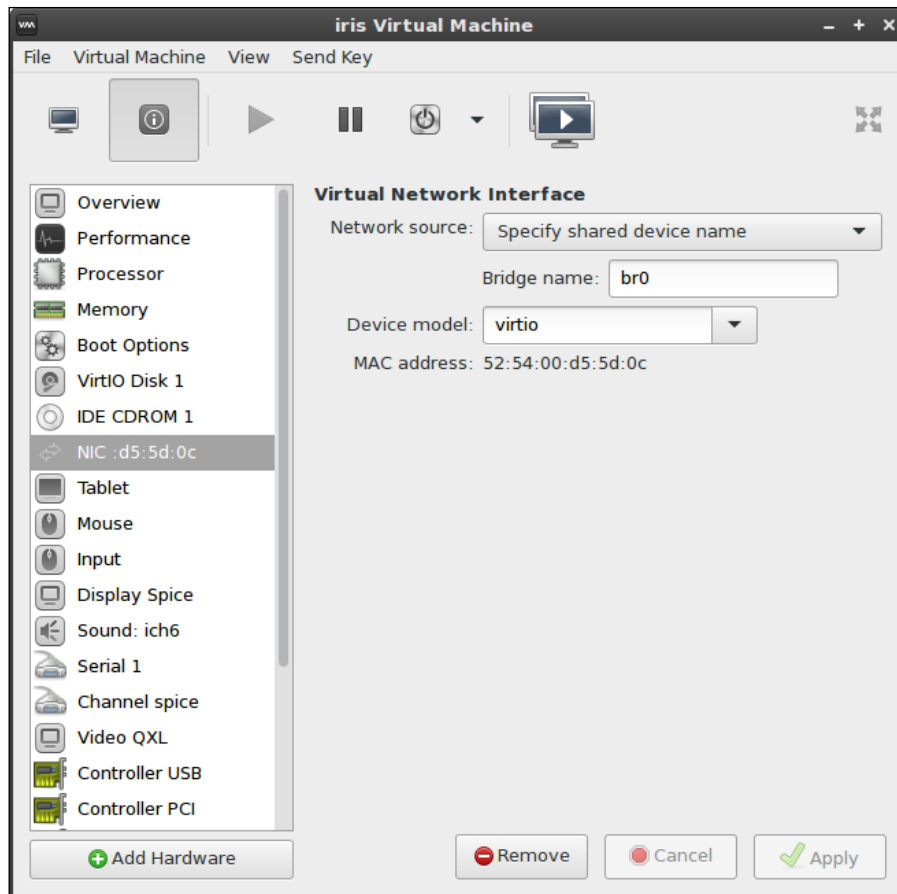 VM
iris Virtual Machine
File Virtual Machine View Send Key
Overview
Performance
Processor
Memory
Boot Options
VirtIO Disk 1
IDE CDROM 1
NIC :d5:5d:0c
Tablet
Mouse
Input
Display Spice
Sound: ich6
Serial 1
Channel spice
Video QXL
Controller USB
Controller PCI
Add Hardware
Virtual Network Interface
Network source: Specify shared device name
Bridge name: br0
Device model: virtio
MAC address: 52:54:00:d5:5d:0c
Remove Cancel Apply